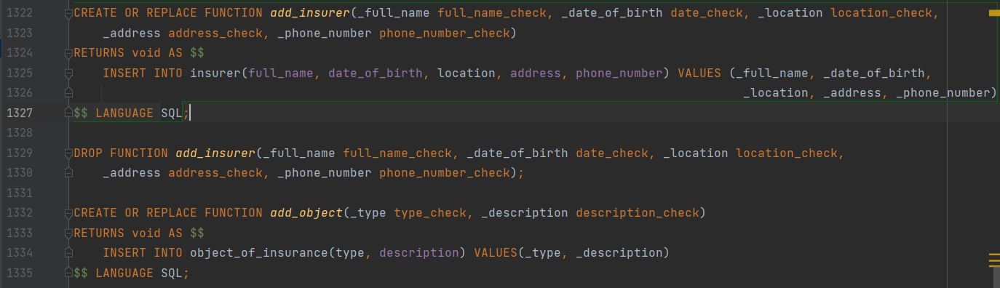 1322 CREATE OR REPLACE FUNCTION add_insurer(_full_name full_name_check, _date_of_birth date_check, _location location_check,
1323     _address address_check, _phone_number phone_number_check)
1324 RETURNS void AS $$
1325     INSERT INTO insurer(full_name, date_of_birth, location, address, phone_number) VALUES (_full_name, _date_of_birth,
1326                                                                                             _location, _address, _phone_number)
1327 $$ LANGUAGE SQL;
1328
1329 DROP FUNCTION add_insurer(_full_name full_name_check, _date_of_birth date_check, _location location_check,
1330     _address address_check, _phone_number phone_number_check);
1331
1332 CREATE OR REPLACE FUNCTION add_object(_type type_check, _description description_check)
1333 RETURNS void AS $$
1334     INSERT INTO object_of_insurance(type, description) VALUES(_type, _description)
1335 $$ LANGUAGE SQL;